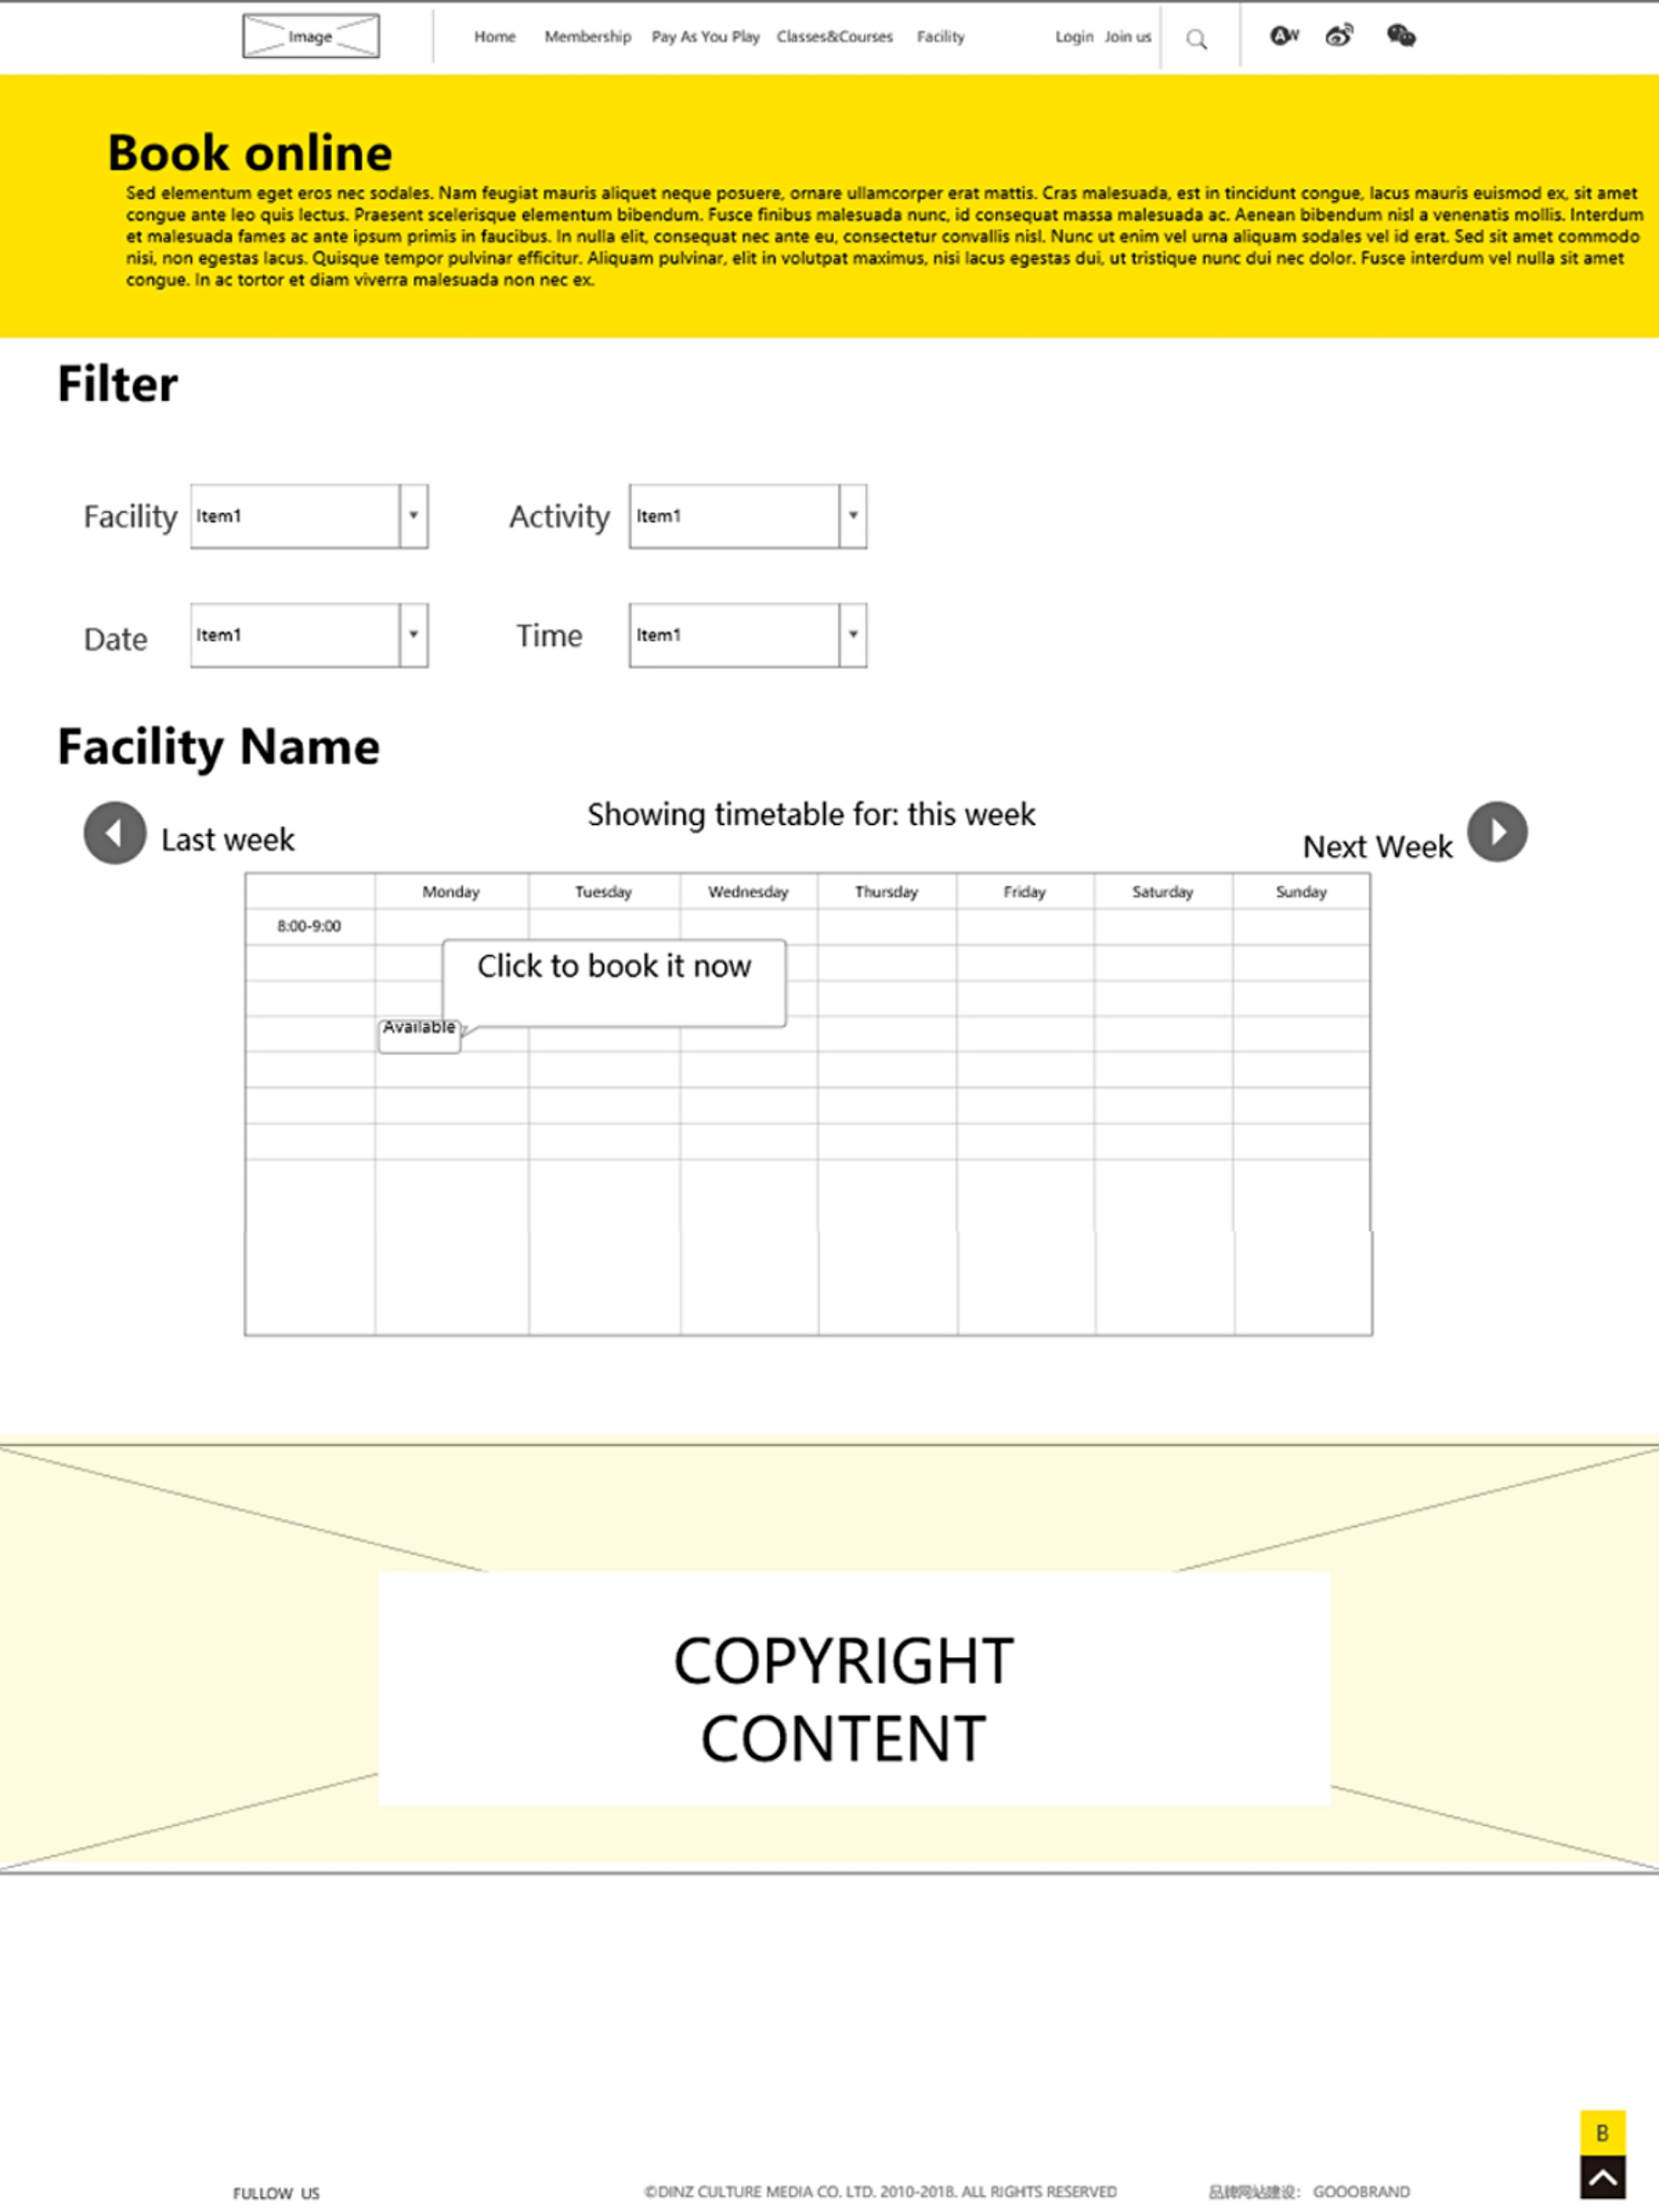 Image Home Membership Pay As You Play Classes&Courses Facility Login Join us
Book online
Sed elementum eget eros nec sodales. Nam feugiat mauris aliquet neque posuere, ornare ullamcorper erat mattis. Cras malesuada, est in tincidunt congue, lacus mauris euismod ex, sit amet
congue ante leo quis lectus. Praesent scelerisque elementum bibendum. Fusce finibus malesuada nunc, id consequat massa malesuada ac. Aenean bibendum nisl a venenatis mollis. Interdum
et malesuada fames ac ante ipsum primis in faucibus. In nulla elit, consequat nec ante eu, consectetur convallis nisl. Nunc ut enim vel urna aliquam sodales vel id erat. Sed sit amet commodo
nisi, non egestas lacus. Quisque tempor pulvinar efficitur. Aliquam pulvinar, elit in volutpat maximus, nisi lacus egestas dui, ut tristique nunc dui nec dolor. Fusce interdum vel nulla sit amet
congue. In ac tortor et diam viverra malesuada non nec ex.
Filter
Facility Item1 Activity Item1
Date Item1 Time Item1
Facility Name
Showing timetable for: this week
Last week Next Week
Monday Tuesday Wednesday Thursday Friday Saturday Sunday
8:00-9:00
Click to book it now
Available
COPYRIGHT
CONTENT
B
FULLOW US ©DINZ CULTURE MEDIA CO. LTD. 2010-2018. ALL RIGHTS RESERVED 品牌网站建设： GOOOBRAND